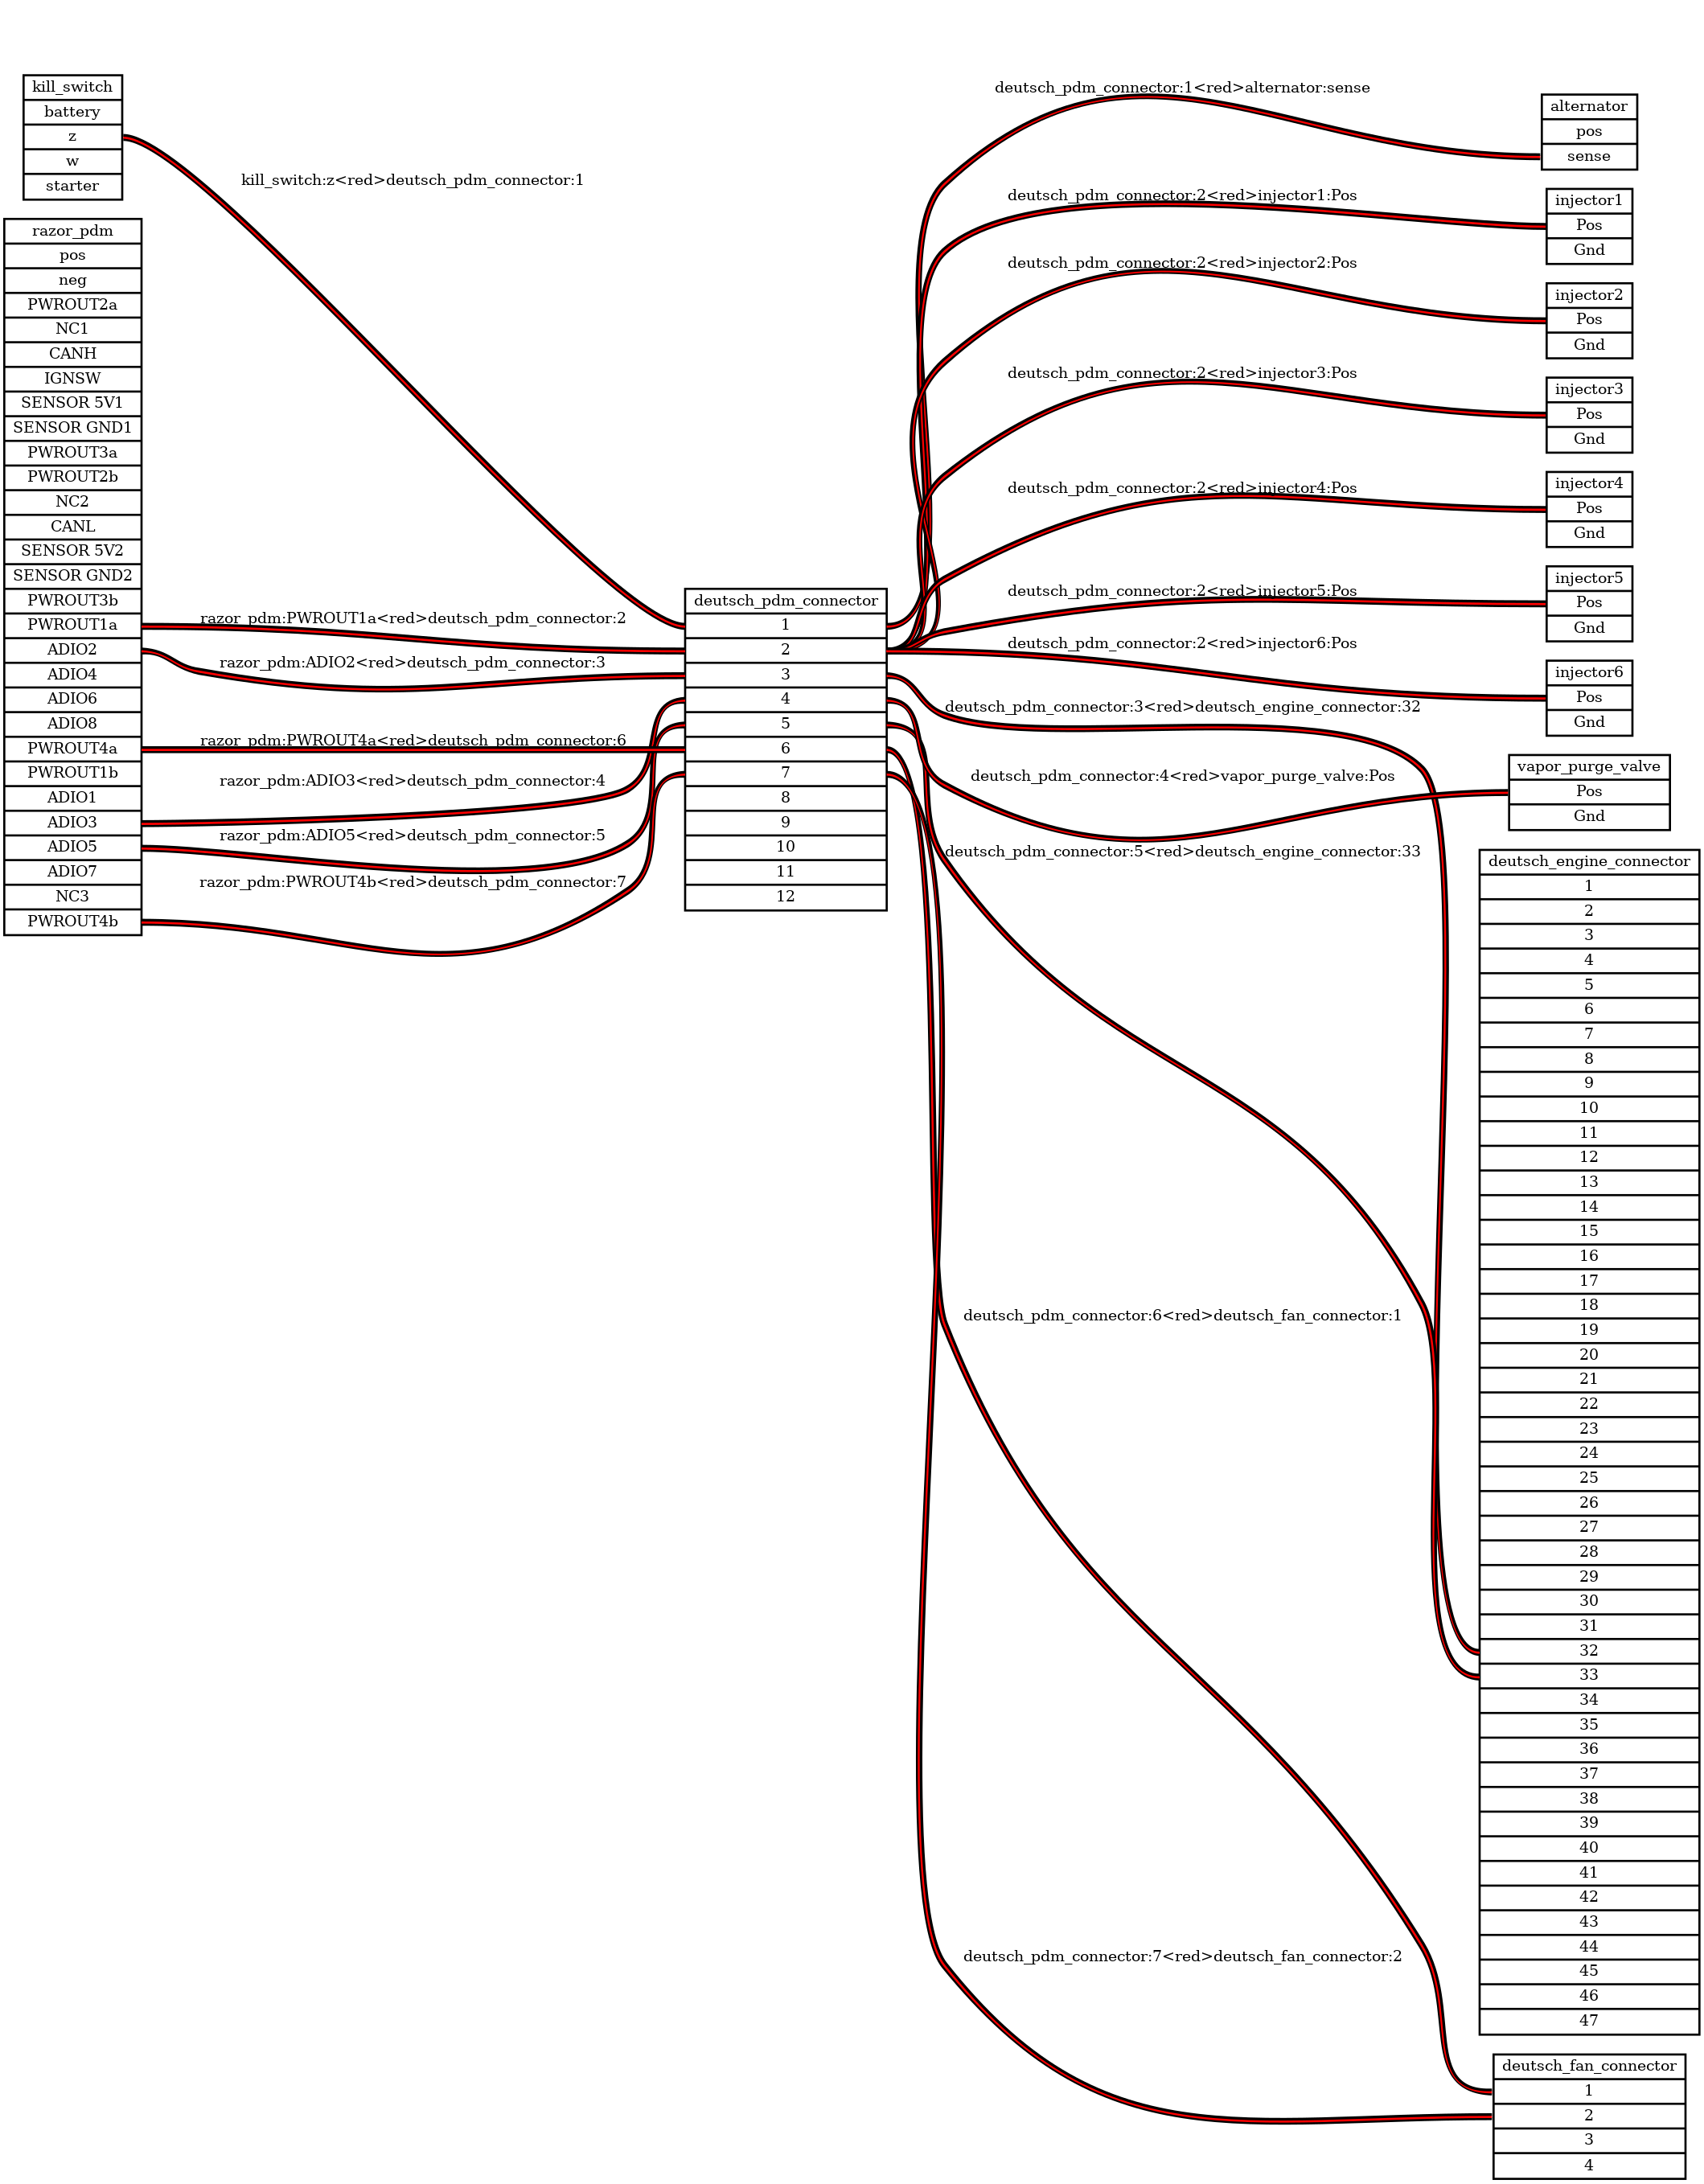 kill_switch
battery
z
w
starter
razor_pdm
pos
neg
PWROUT2a
NC1
CANH
IGNSW
SENSOR 5V1
SENSOR GND1
PWROUT3a
PWROUT2b
NC2
CANL
SENSOR 5V2
SENSOR GND2
PWROUT3b
PWROUT1a
ADIO2
ADIO4
ADIO6
ADIO8
PWROUT4a
PWROUT1b
ADIO1
ADIO3
ADIO5
ADIO7
NC3
PWROUT4b
kill_switch:z<red>deutsch_pdm_connector:1
razor_pdm:PWROUT1a<red>deutsch_pdm_connector:2
razor_pdm:ADIO2<red>deutsch_pdm_connector:3
razor_pdm:PWROUT4a<red>deutsch_pdm_connector:6
razor_pdm:ADIO3<red>deutsch_pdm_connector:4
razor_pdm:ADIO5<red>deutsch_pdm_connector:5
razor_pdm:PWROUT4b<red>deutsch_pdm_connector:7
deutsch_pdm_connector
1
2
3
4
5
6
7
8
9
10
11
12
deutsch_pdm_connector:1<red>alternator:sense
deutsch_pdm_connector:2<red>injector1:Pos
deutsch_pdm_connector:2<red>injector2:Pos
deutsch_pdm_connector:2<red>injector3:Pos
deutsch_pdm_connector:2<red>injector4:Pos
deutsch_pdm_connector:2<red>injector5:Pos
deutsch_pdm_connector:2<red>injector6:Pos
deutsch_pdm_connector:3<red>deutsch_engine_connector:32
deutsch_pdm_connector:4<red>vapor_purge_valve:Pos
deutsch_pdm_connector:5<red>deutsch_engine_connector:33
deutsch_pdm_connector:6<red>deutsch_fan_connector:1
deutsch_pdm_connector:7<red>deutsch_fan_connector:2
alternator
pos
sense
injector1
Pos
Gnd
injector2
Pos
Gnd
injector3
Pos
Gnd
injector4
Pos
Gnd
injector5
Pos
Gnd
injector6
Pos
Gnd
vapor_purge_valve
Pos
Gnd
deutsch_engine_connector
1
2
3
4
5
6
7
8
9
10
11
12
13
14
15
16
17
18
19
20
21
22
23
24
25
26
27
28
29
30
31
32
33
34
35
36
37
38
39
40
41
42
43
44
45
46
47
deutsch_fan_connector
1
2
3
4